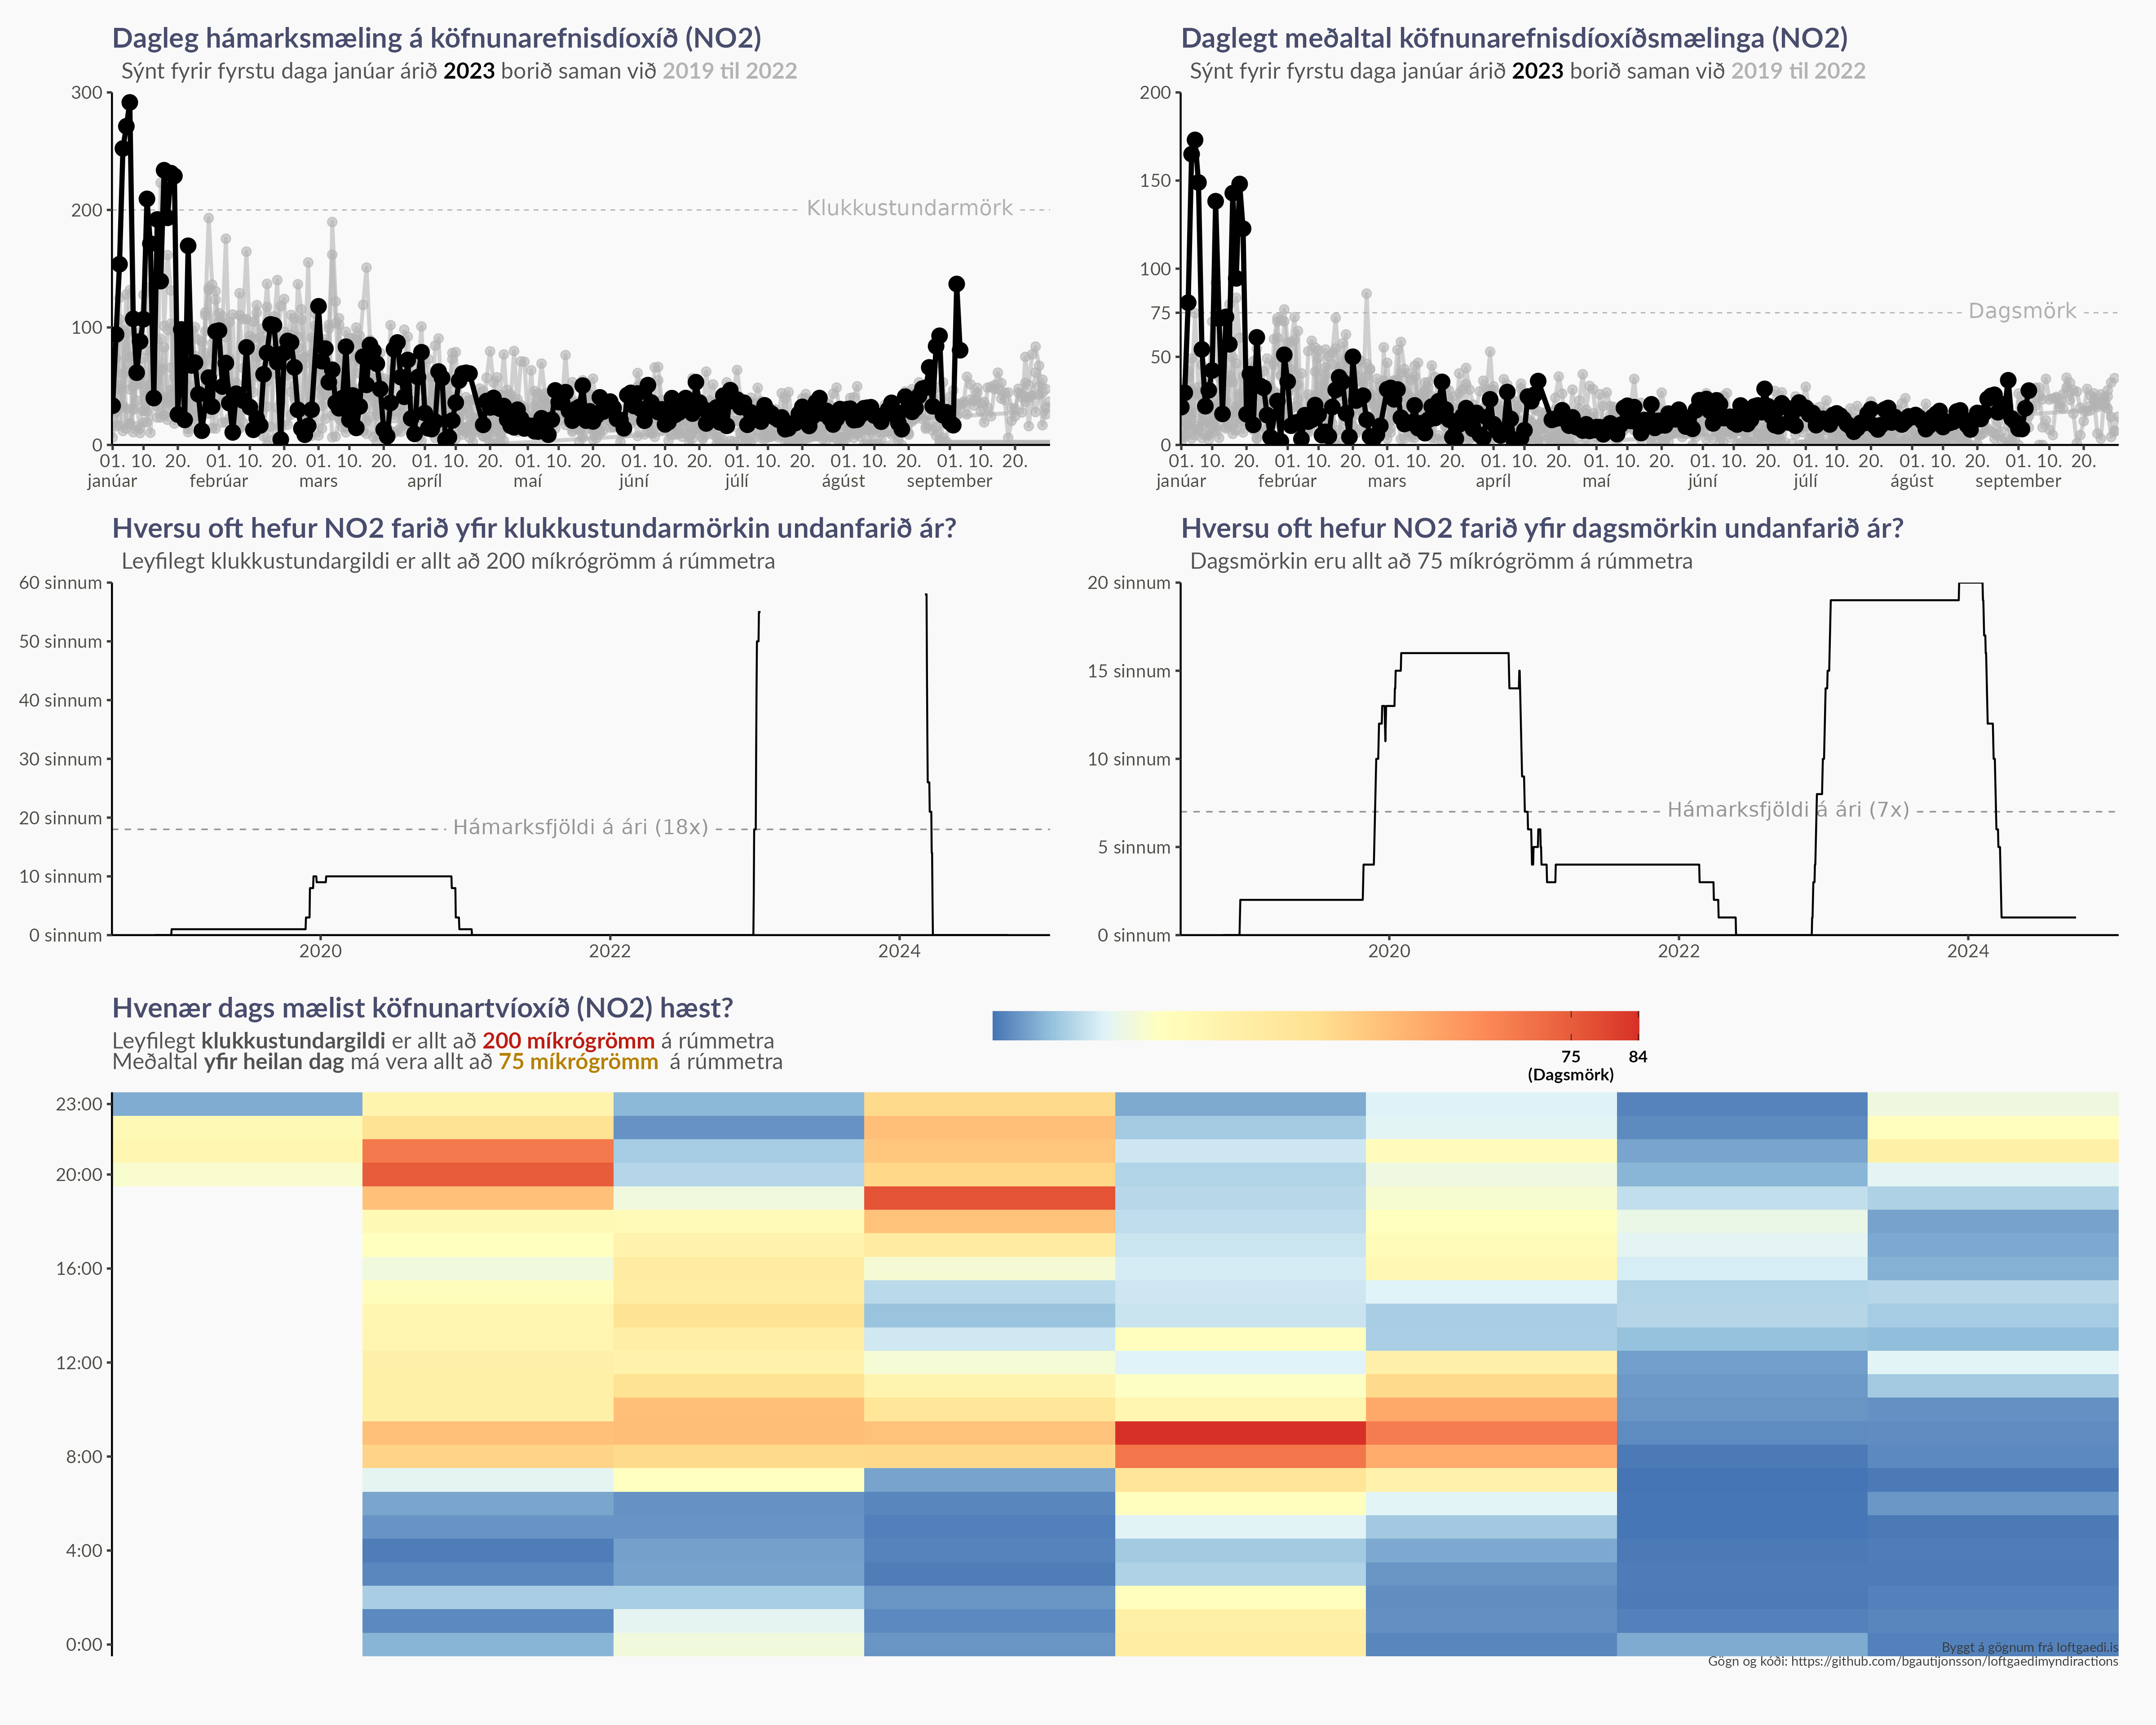 Dagleg hámarksmæling á köfnunarefnisdíoxíð (NO2)
Sýnt fyrir fyrstu daga janúar árið 2023 borið saman við 2019 til 2022
300
200
100
0
Klukkustundarmörk
01. 10. 20. 01. 10. 20. 01. 10. 20. 01. 10. 20. 01. 10. 20. 01. 10. 20. 01. 10. 20. 01. 10. 20. 01. 10. 20.
janúar febrúar mars apríl maí júní júlí ágúst september
Daglegt meðaltal köfnunarefnisdíoxíðsmælinga (NO2)
Sýnt fyrir fyrstu daga janúar árið 2023 borið saman við 2019 til 2022
200
150
100
75
50
0
Dagsmörk
01. 10. 20. 01. 10. 20. 01. 10. 20. 01. 10. 20. 01. 10. 20. 01. 10. 20. 01. 10. 20. 01. 10. 20. 01. 10. 20.
janúar febrúar mars apríl maí júní júlí ágúst september
Hversu oft hefur NO2 farið yfir klukkustundarmörkin undanfarið ár?
Leyfilegt klukkustundargildi er allt að 200 míkrógrömm á rúmmetra
60 sinnum
50 sinnum
40 sinnum
30 sinnum
20 sinnum
10 sinnum
0 sinnum
Hámarksfjöldi á ári (18x)
2020 2022 2024
Hversu oft hefur NO2 farið yfir dagsmörkin undanfarið ár?
Dagsmörkin eru allt að 75 míkrógrömm á rúmmetra
20 sinnum
15 sinnum
10 sinnum
5 sinnum
0 sinnum
Hámarksfjöldi á ári (7x)
2020 2022 2024
Hvenær dags mælist köfnunartvíoxíð (NO2) hæst?
Leyfilegt klukkustundargildi er allt að 200 míkrógrömm á rúmmetra
Meðaltal yfir heilan dag má vera allt að 75 míkrógrömm á rúmmetra
75 84
(Dagsmörk)
23:00
20:00
16:00
12:00
8:00
4:00
0:00
Byggt á gögnum frá loftgaedi.is
Gögn og kóði: https://github.com/bgautijonsson/loftgaedimyndiractions